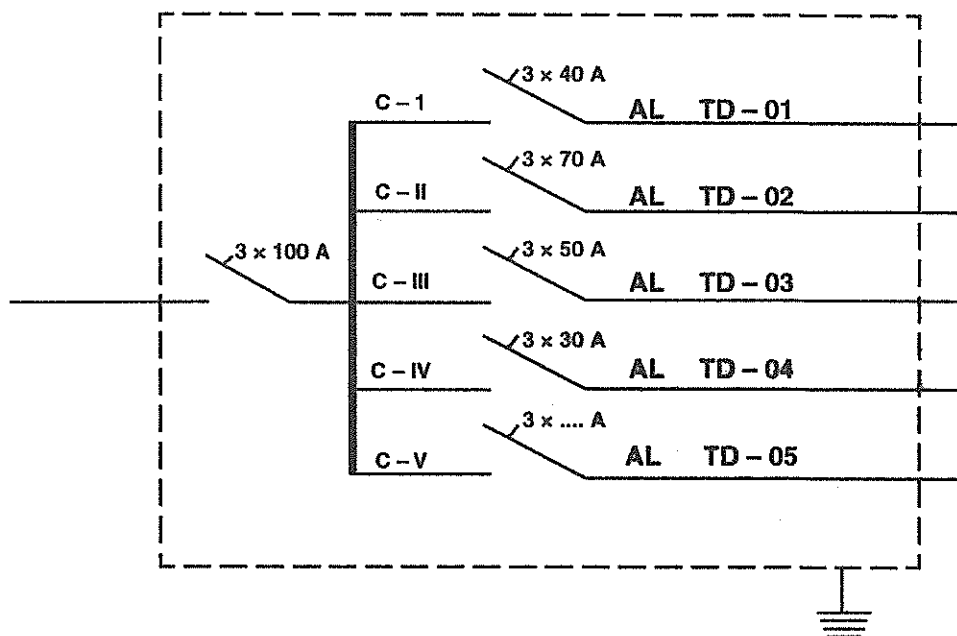 3 × 40 A
C – 1
AL TD – 01
3 × 70 A
C – II
AL TD – 02
3 × 100 A
3 × 50 A
C – III
AL TD – 03
3 × 30 A
C – IV
AL TD – 04
3 × .... A
C – V
AL TD – 05